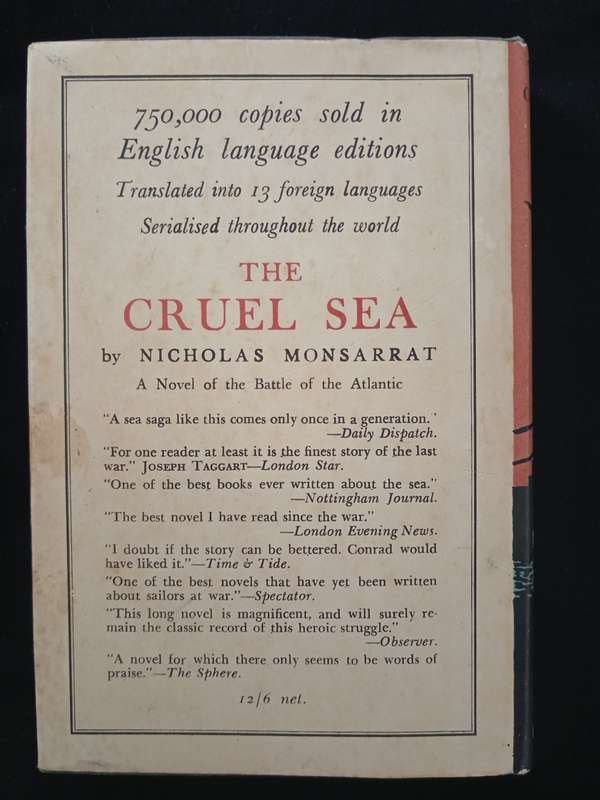 750,000 copies sold in
English language editions
Translated into 13 foreign languages
Serialised throughout the world
THE
CRUEL SEA
by NICHOLAS MONSARRAT
A Novel of the Battle of the Atlantic
"A sea saga like this comes only once in a generation.'
—Daily Dispatch.
"For one reader at least it is the finest story of the last
war." JOSEPH TAGGART—London Star.
"One of the best books ever written about the sea."
—Nottingham Journal.
"The best novel I have read since the war."
—London Evening News.
"I doubt if the story can be bettered. Conrad would
have liked it."—Time & Tide.
"One of the best novels that have yet been written
about sailors at war."—Spectator.
"This long novel is magnificent, and will surely re-
main the classic record of this heroic struggle."
—Observer.
"A novel for which there only seems to be words of
praise."—The Sphere.
12/6 net.